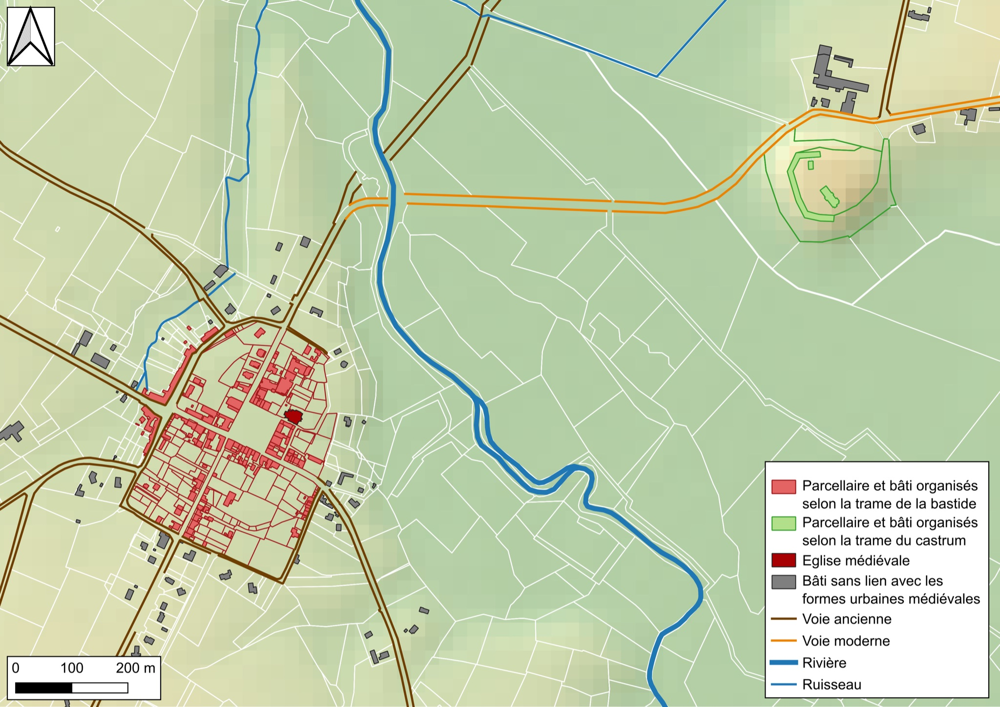 Parcellaire et bâti organisés
selon la trame de la bastide
Parcellaire et bâti organisés
selon la trame du castrum
Eglise médiévale
Bâti sans lien avec les
formes urbaines médiévales
Voie ancienne
Voie moderne
Rivière
Ruisseau
0 100 200 m